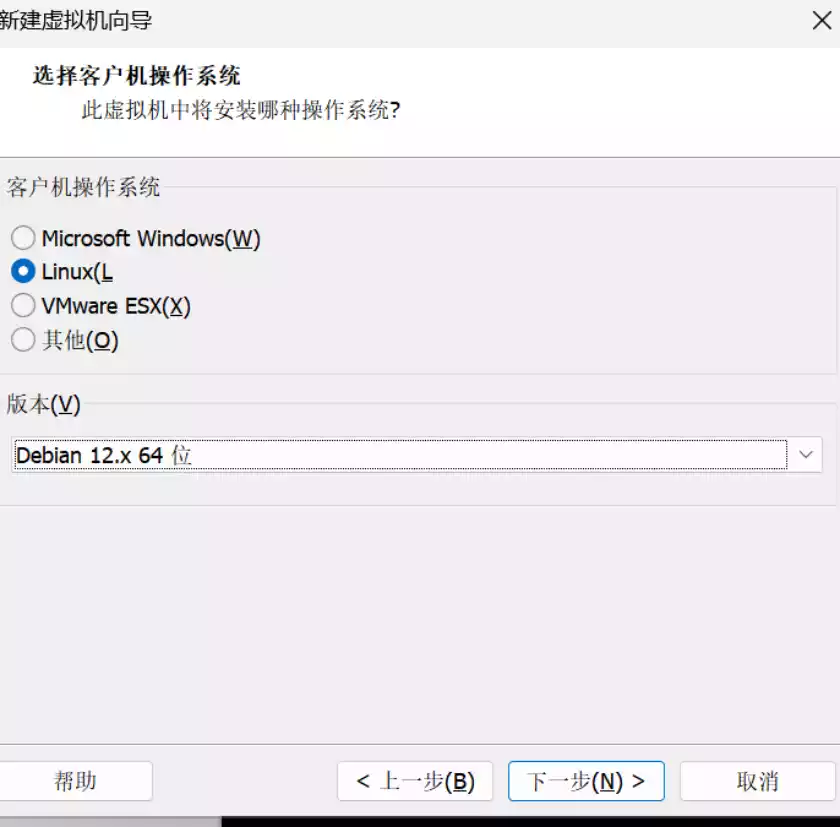 新建虚拟机向导
选择客户机操作系统
此虚拟机中将安装哪种操作系统?
客户机操作系统
Microsoft Windows(W)
Linux(L
VMware ESX(X)
其他(O)
版本(V)
Debian 12.x 64 位
帮助
< 上一步(B)
下一步(N) >
取消